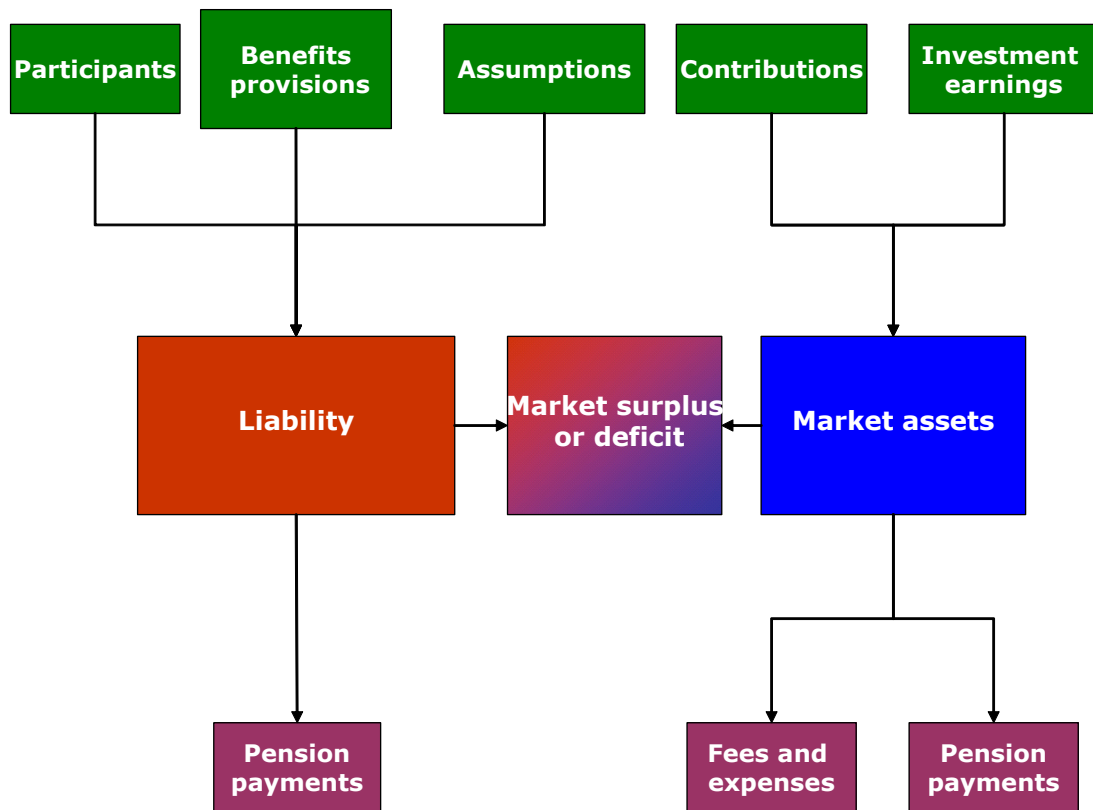 Participants
Benefits
provisions
Assumptions
Contributions
Investment
earnings
Liability
Market surplus
or deficit
Market assets
Pension
payments
Fees and
expenses
Pension
payments